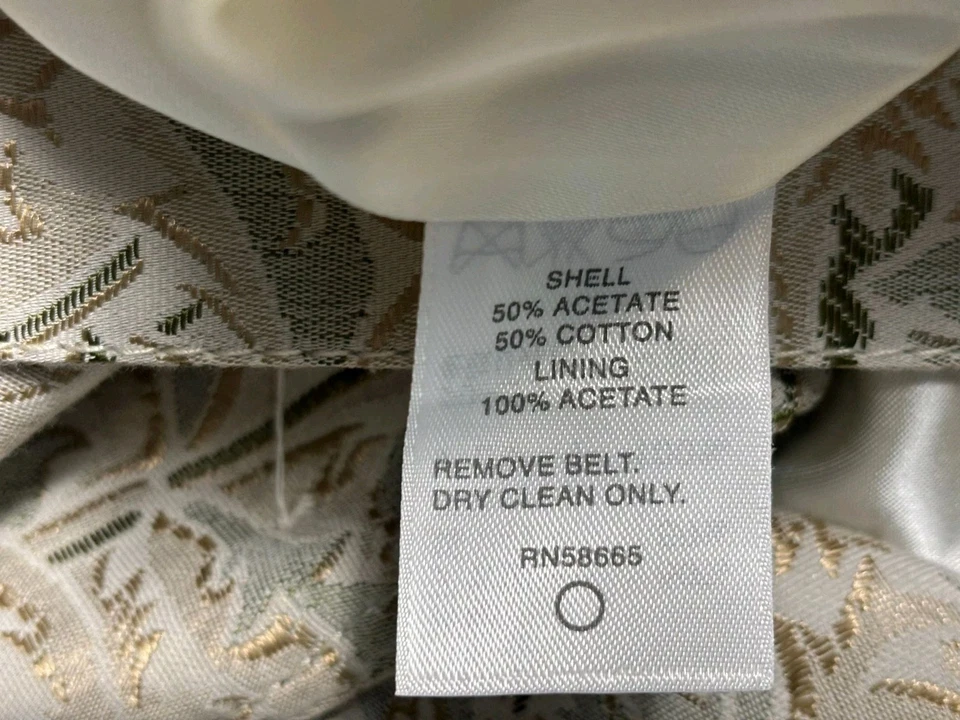 SHELL
50% ACETATE
50% COTTON
LINING
100% ACETATE
REMOVE BELT.
DRY CLEAN ONLY.
RN58665